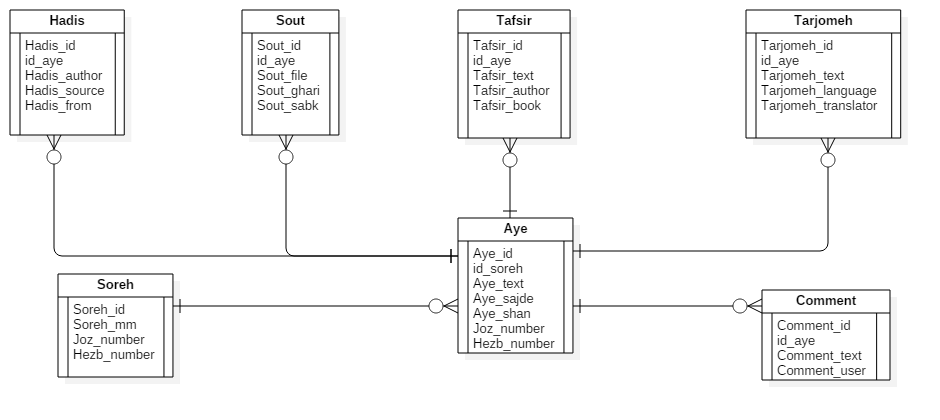 Hadis
Hadis_id
id_aye
Hadis_author
Hadis_source
Hadis_from
Sout
Sout_id
id_aye
Sout_file
Sout_ghari
Sout_sabk
Tafsir
Tafsir_id
id_aye
Tafsir_text
Tafsir_author
Tafsir_book
Tarjomeh
Tarjomeh_id
id_aye
Tarjomeh_text
Tarjomeh_language
Tarjomeh_translator
Soreh
Soreh_id
Soreh_mm
Joz_number
Hezb_number
Aye
Aye_id
id_soreh
Aye_text
Aye_sajde
Aye_shan
Joz_number
Hezb_number
Comment
Comment_id
id_aye
Comment_text
Comment_user